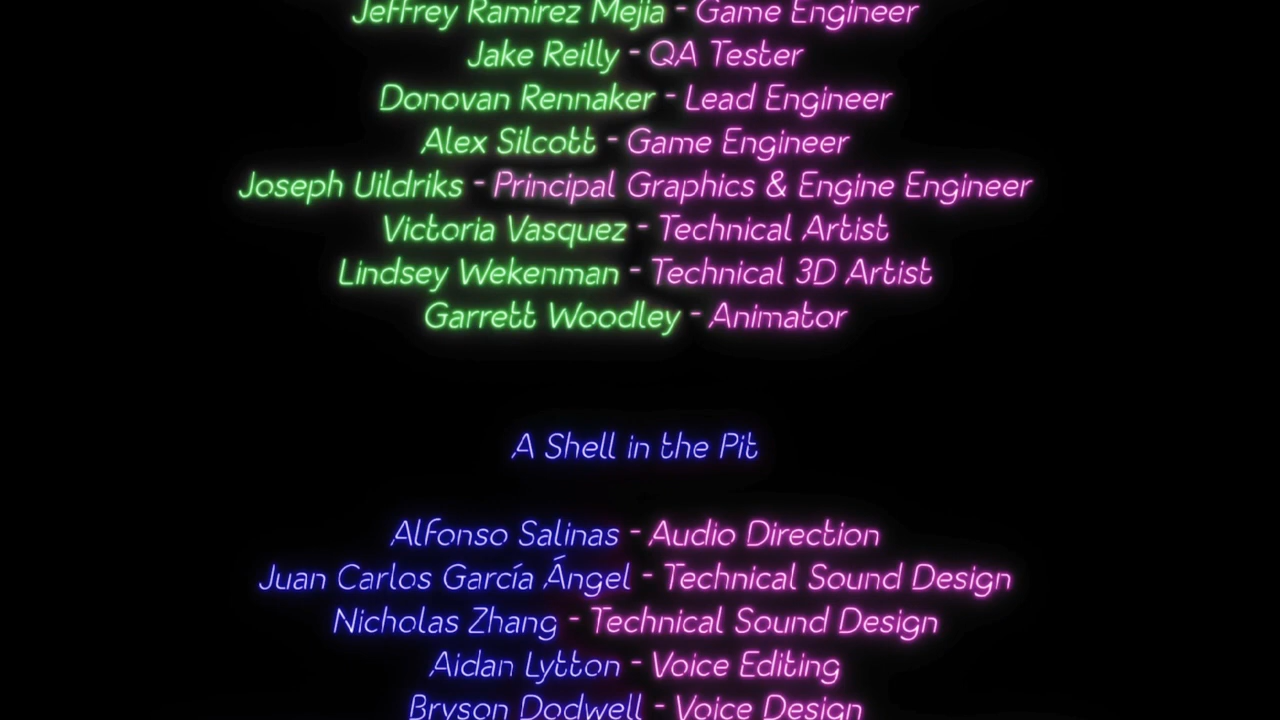 Jeffrey Ramirez Mejia - Game Engineer
Jake Reilly - QA Tester
Donovan Rennaker - Lead Engineer
Alex Silcott - Game Engineer
Joseph Uildriks - Principal Graphics & Engine Engineer
Victoria Vasquez - Technical Artist
Lindsey Wekenman - Technical 3D Artist
Garrett Woodley - Animator
A Shell in the Pit
Alfonso Salinas - Audio Direction
Juan Carlos García Ángel - Technical Sound Design
Nicholas Zhang - Technical Sound Design
Aidan Lytton - Voice Editing
Bryson Dodwell - Voice Design